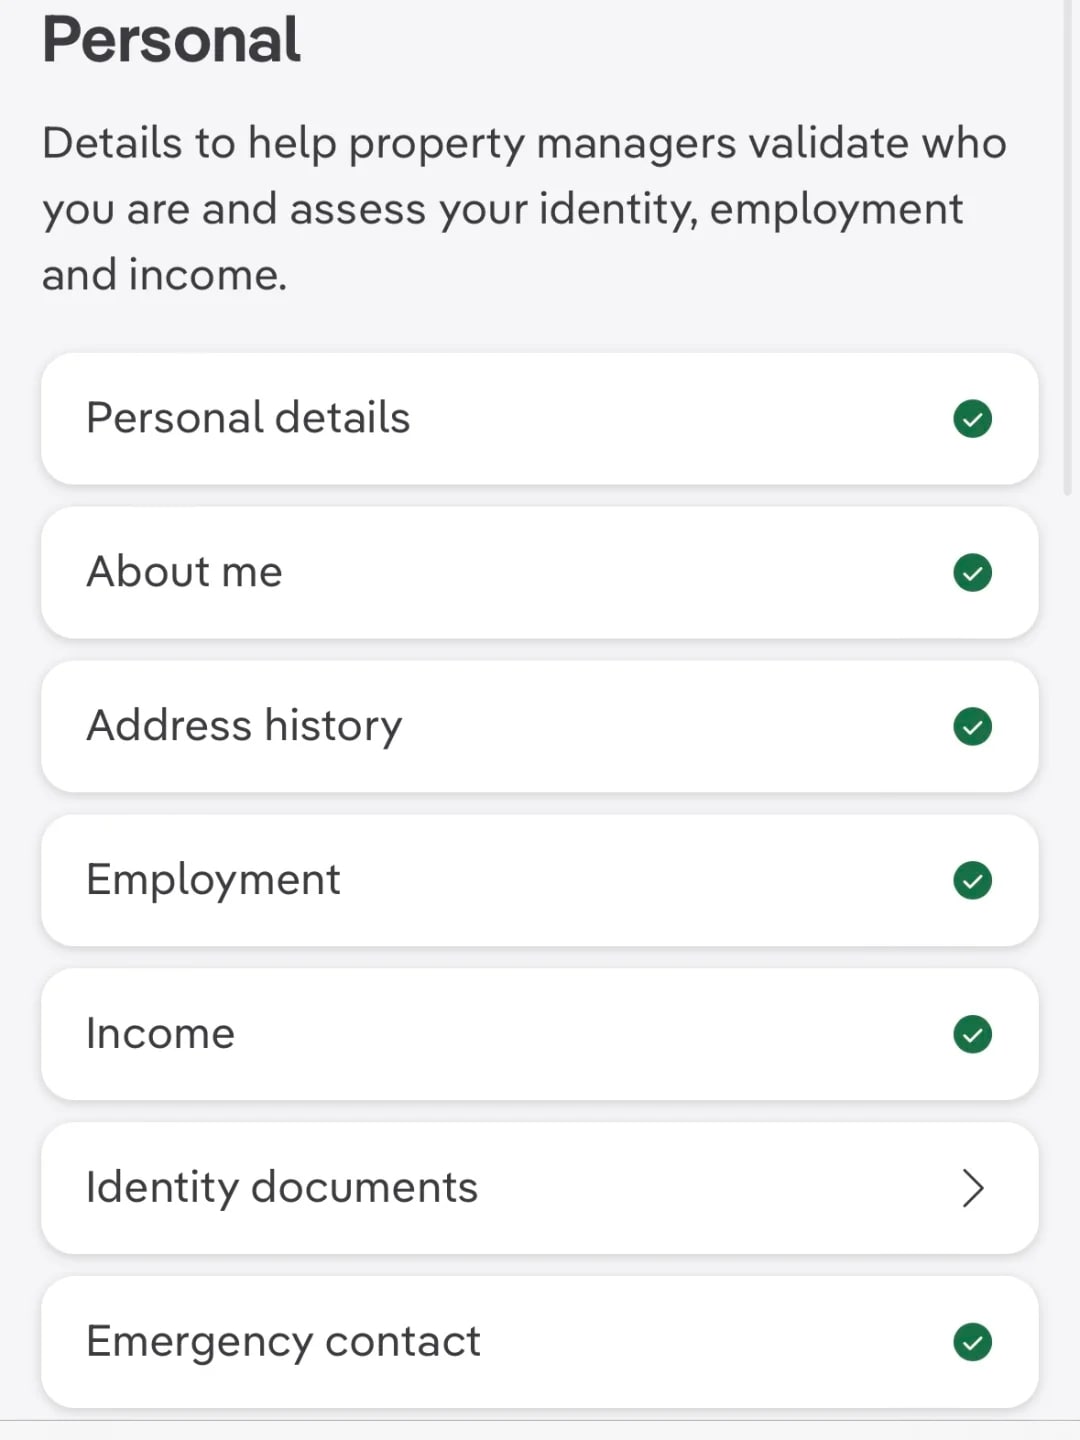 Personal
Details to help property managers validate who
you are and assess your identity, employment
and income.
Personal details
About me
Address history
Employment
Income
Identity documents
Emergency contact